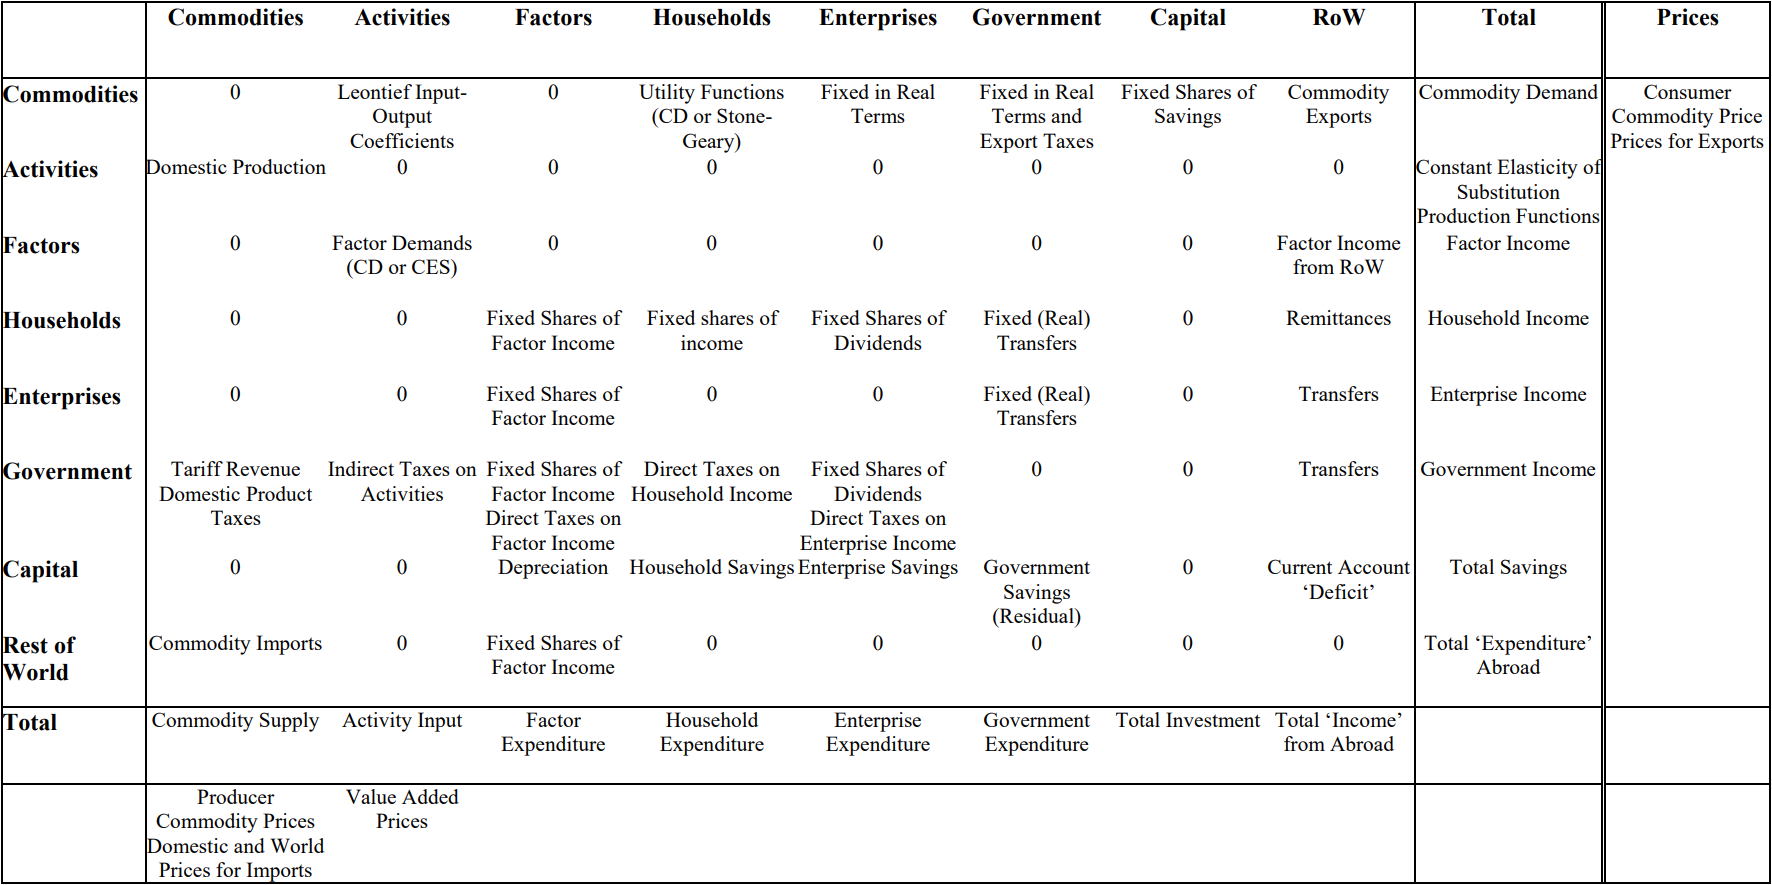 Commodities Activities Factors Households Enterprises Government Capital RoW Total Prices
Commodities 0 Leontief Input- 0 Utility Functions Fixed in Real Fixed in Real Fixed Shares of Commodity Commodity Demand Consumer
Output (CD or Stone- Terms Terms and Savings Exports Commodity Price
Coefficients Geary) Export Taxes Prices for Exports
Activities Domestic Production 0 0 0 0 0 0 0 Constant Elasticity of
Substitution
Production Functions
Factors 0 Factor Demands 0 0 0 0 0 Factor Income Factor Income
(CD or CES) from RoW
Households 0 0 Fixed Shares of Fixed shares of Fixed Shares of Fixed (Real) 0 Remittances Household Income
Factor Income income Dividends Transfers
Enterprises 0 0 Fixed Shares of 0 0 Fixed (Real) 0 Transfers Enterprise Income
Factor Income Transfers
Government Tariff Revenue Indirect Taxes on Fixed Shares of Direct Taxes on Fixed Shares of 0 0 Transfers Government Income
Domestic Product Activities Factor Income Household Income Dividends
Taxes Direct Taxes on Direct Taxes on
Factor Income Enterprise Income
Capital 0 0 Depreciation Household Savings Enterprise Savings Government 0 Current Account Total Savings
Savings ‘Deficit’
(Residual)
Rest of Commodity Imports 0 Fixed Shares of 0 0 0 0 0 Total ‘Expenditure’
World Factor Income Abroad
Total Commodity Supply Activity Input Factor Household Enterprise Government Total Investment Total ‘Income’
Expenditure Expenditure Expenditure Expenditure from Abroad
Producer Value Added
Commodity Prices Prices
Domestic and World
Prices for Imports